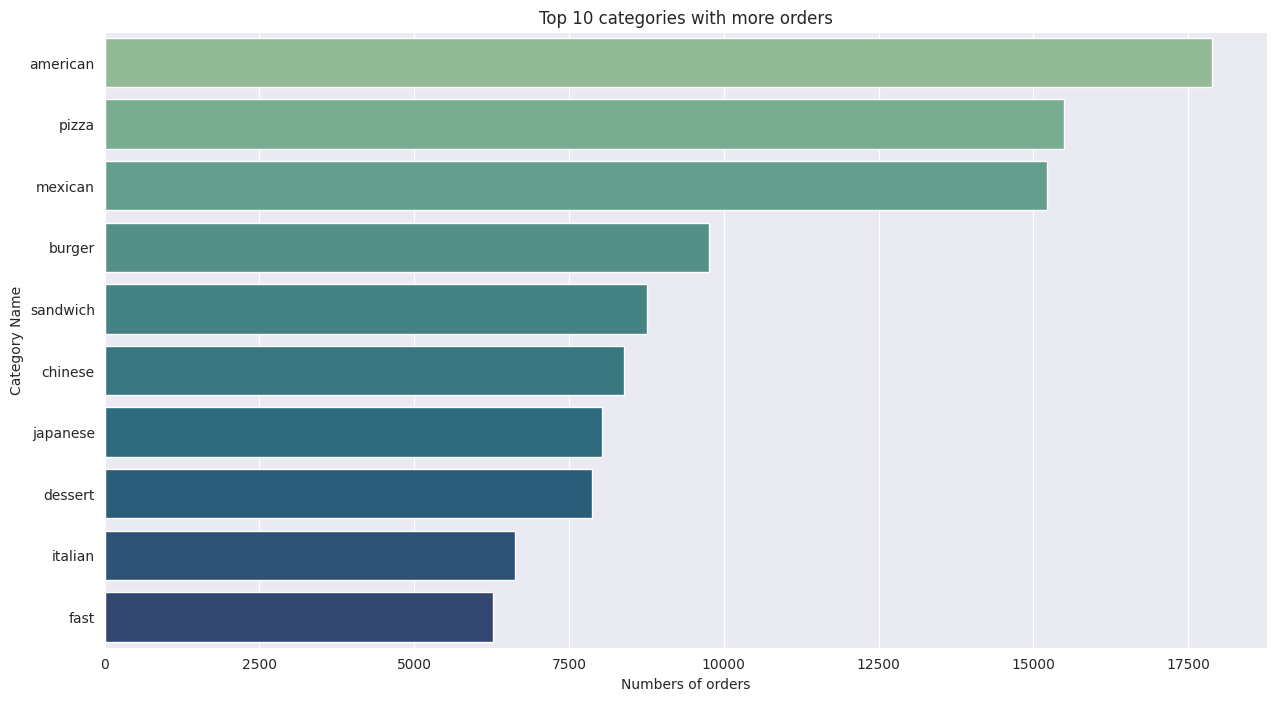 Top 10 categories with more orders
american
pizza
mexican
burger
sandwich
chinese
japanese
dessert
italian
fast
Category Name
0 2500 5000 7500 10000 12500 15000 17500
Numbers of orders